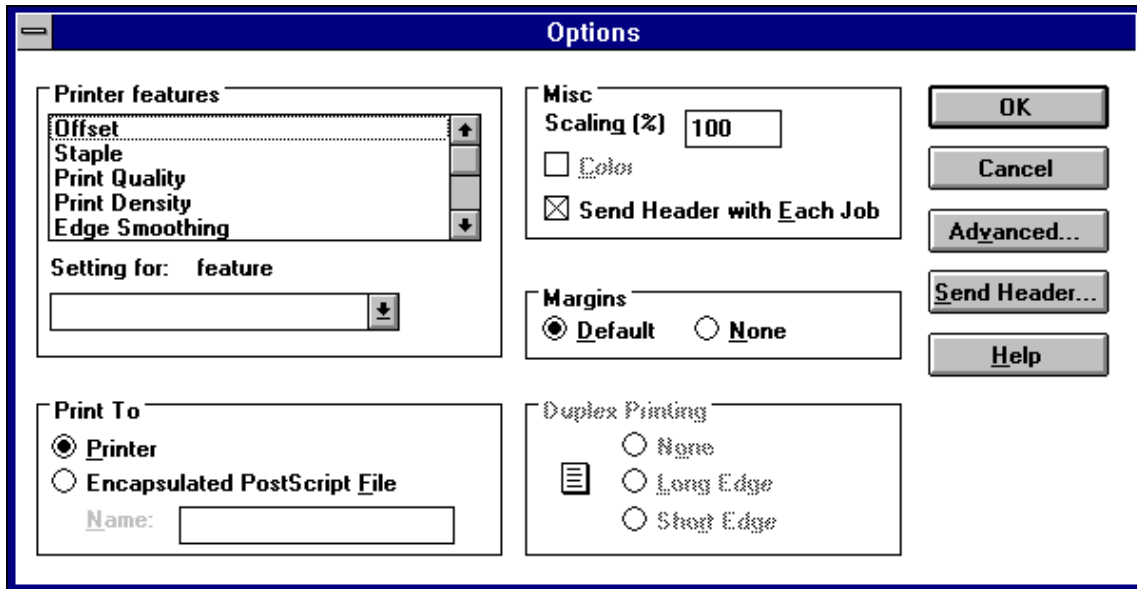 Options
Printer features
Offset
Staple
Print Quality
Print Density
Edge Smoothing
Setting for: feature
Misc
Scaling (%) 100
Color
Send Header with Each Job
Margins
Default None
Print To
Printer
Encapsulated PostScript File
Name:
Duplex Printing
None
Long Edge
Short Edge
OK
Cancel
Advanced...
Send Header...
Help